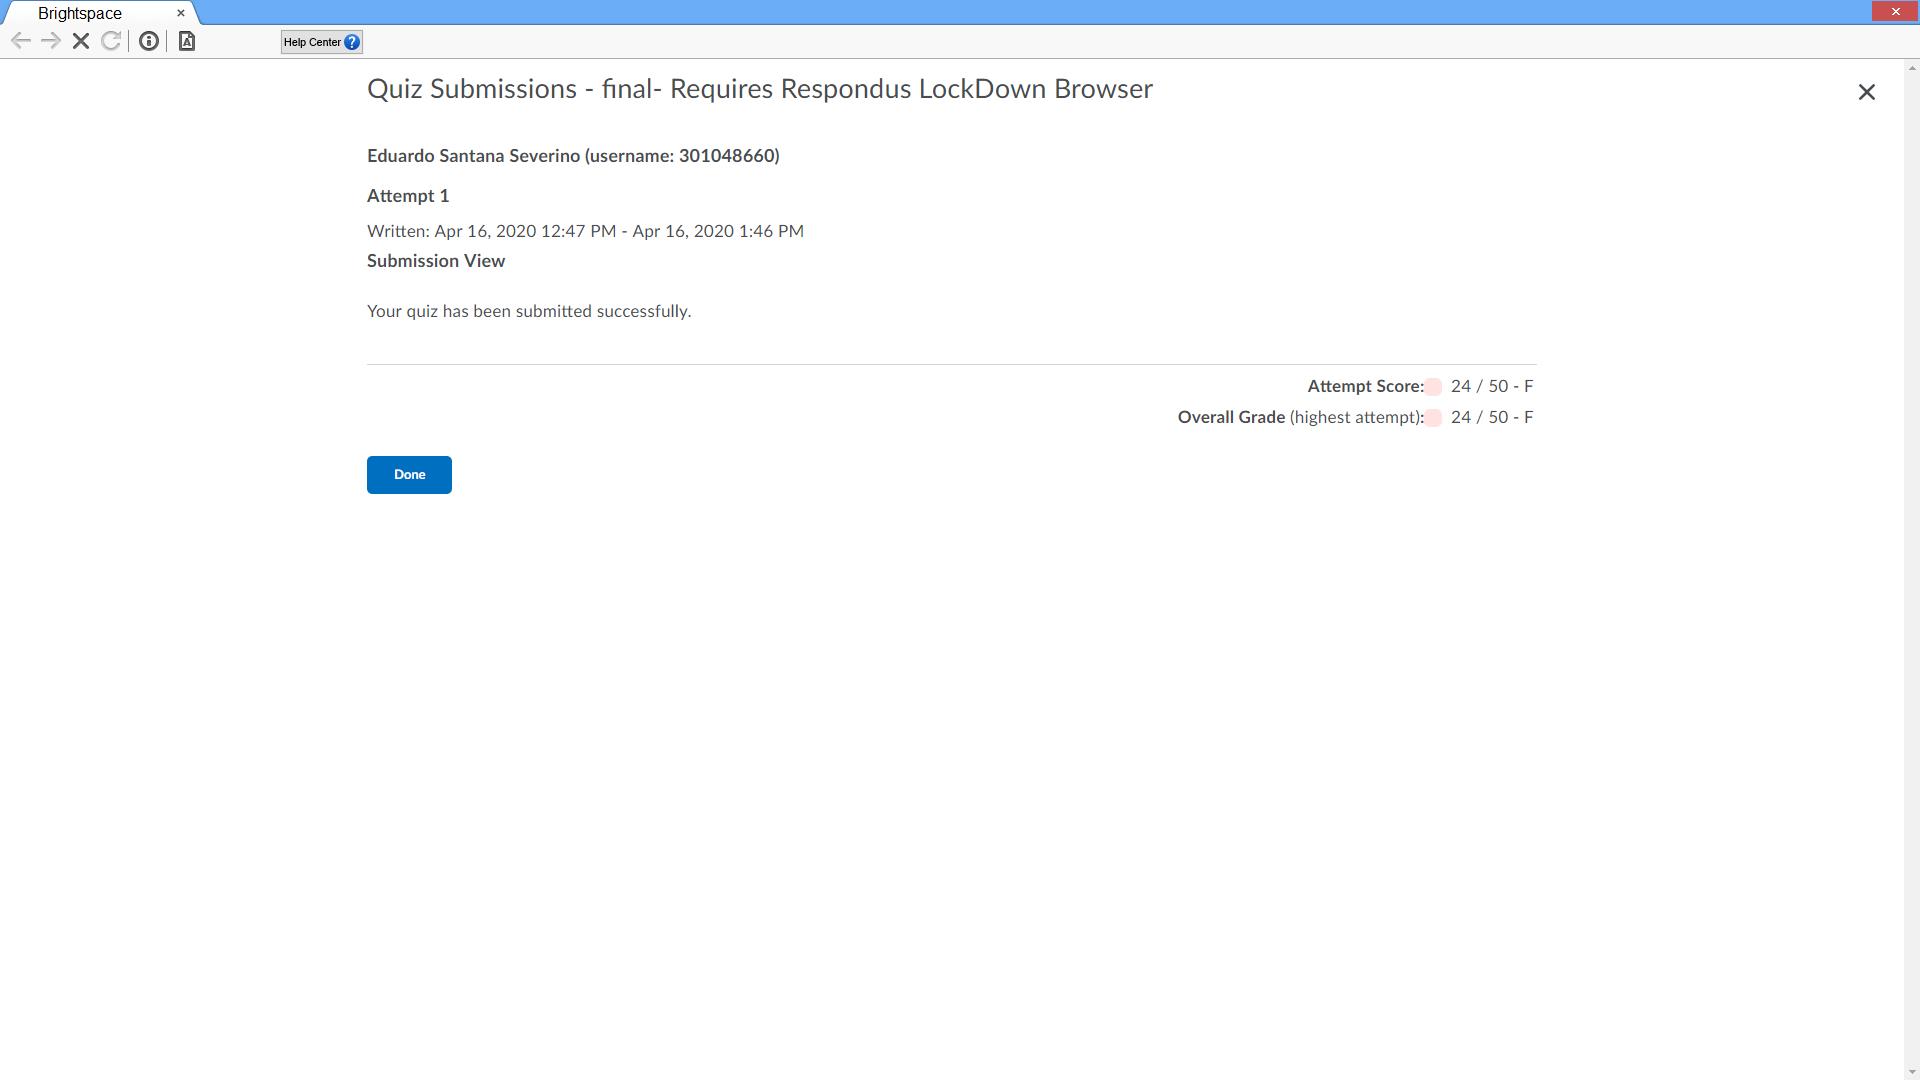 Brightspace
Help Center ?
Quiz Submissions - final- Requires Respondus LockDown Browser
Eduardo Santana Severino (username: 301048660)
Attempt 1
Written: Apr 16, 2020 12:47 PM - Apr 16, 2020 1:46 PM
Submission View
Your quiz has been submitted successfully.
Attempt Score: 24 / 50 - F
Overall Grade (highest attempt): 24 / 50 - F
Done